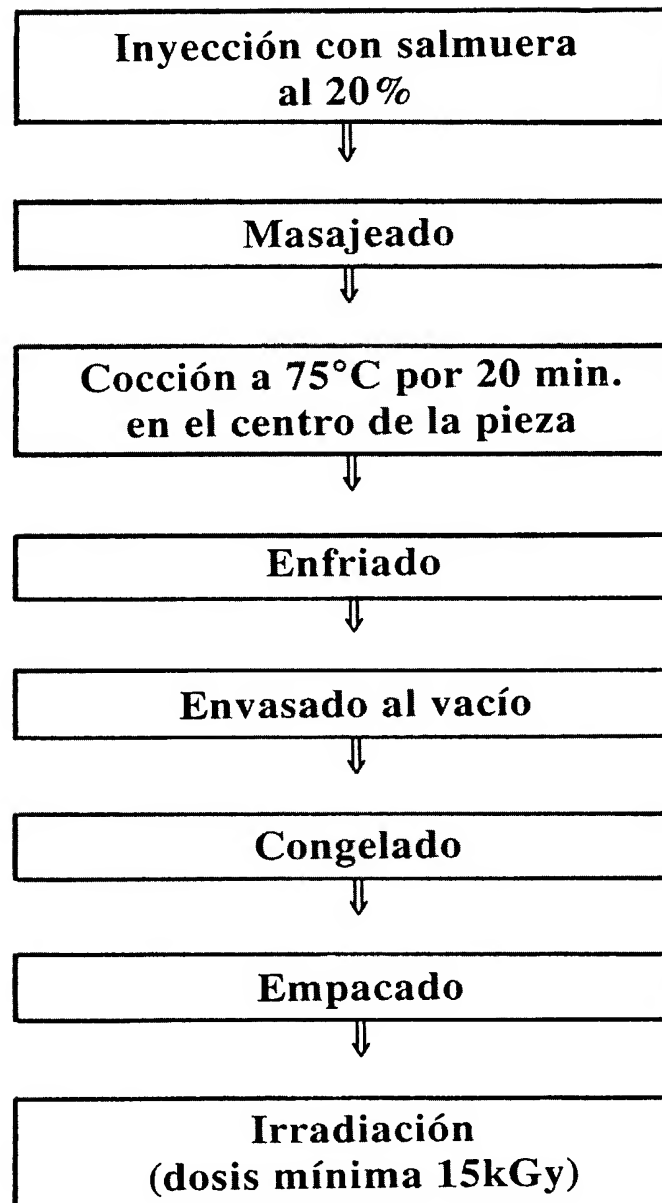 Inyección con salmuera
al 20%
Masajeado
Cocción a 75°C por 20 min.
en el centro de la pieza
Enfriado
Envasado al vacío
Congelado
Empacado
Irradiación
(dosis mínima 15kGy)